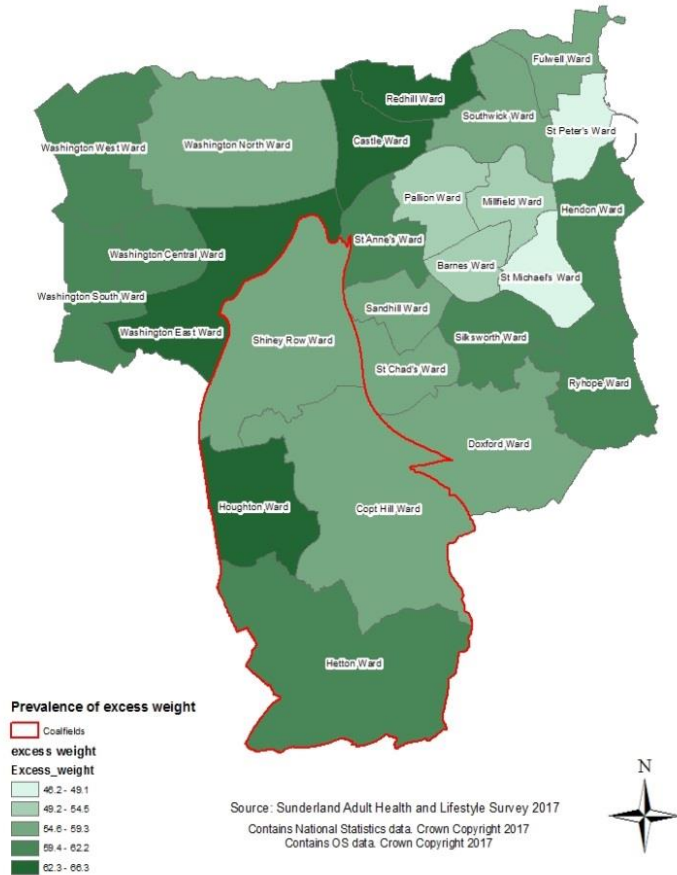 Fulwell Ward
Redhill Ward
Southwick Ward
St Peter's Ward
Castle Ward
Washington West Ward
Washington North Ward
Pallion Ward
Millfield Ward
Hendon Ward
St Anne's Ward
Washington Central Ward
Barnes Ward
St Michael's Ward
Washington South Ward
Sandhill Ward
Washington East Ward
Shiney Row Ward
Silksworth Ward
St Chad's Ward
Ryhope Ward
Doxford Ward
Houghton Ward
Copt Hill Ward
Hetton Ward
Prevalence of excess weight
Coalfields
excess weight
Excess_weight
46.2 - 49.1
49.2 - 54.5
54.6 - 59.3
59.4 - 62.2
62.3 - 66.3
Source: Sunderland Adult Health and Lifestyle Survey 2017
Contains National Statistics data. Crown Copyright 2017
Contains OS data. Crown Copyright 2017
N